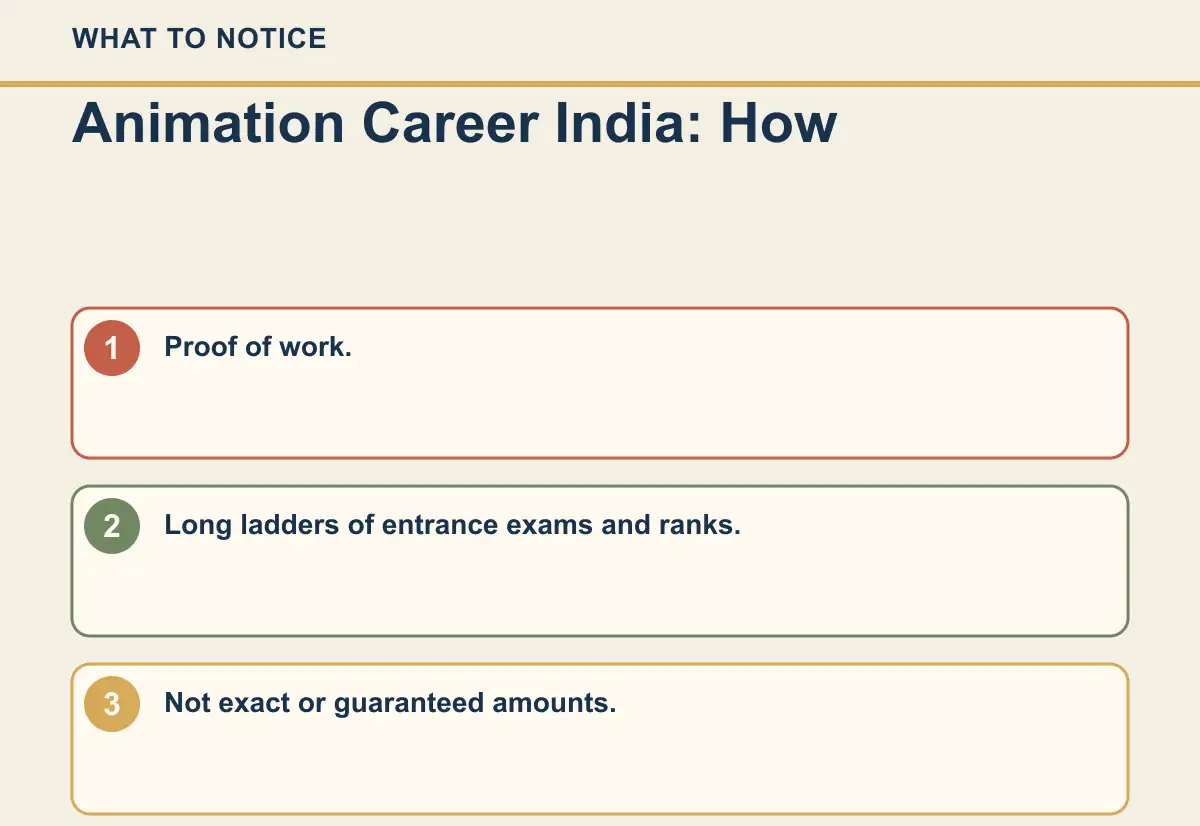 WHAT TO NOTICE
Animation Career India: How
1
Proof of work.
2
Long ladders of entrance exams and ranks.
3
Not exact or guaranteed amounts.